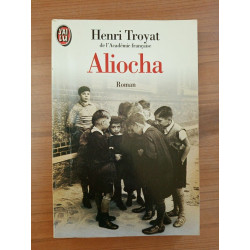 J'AI LU
Henri Troyat
de l'Académie française
Aliocha
Roman